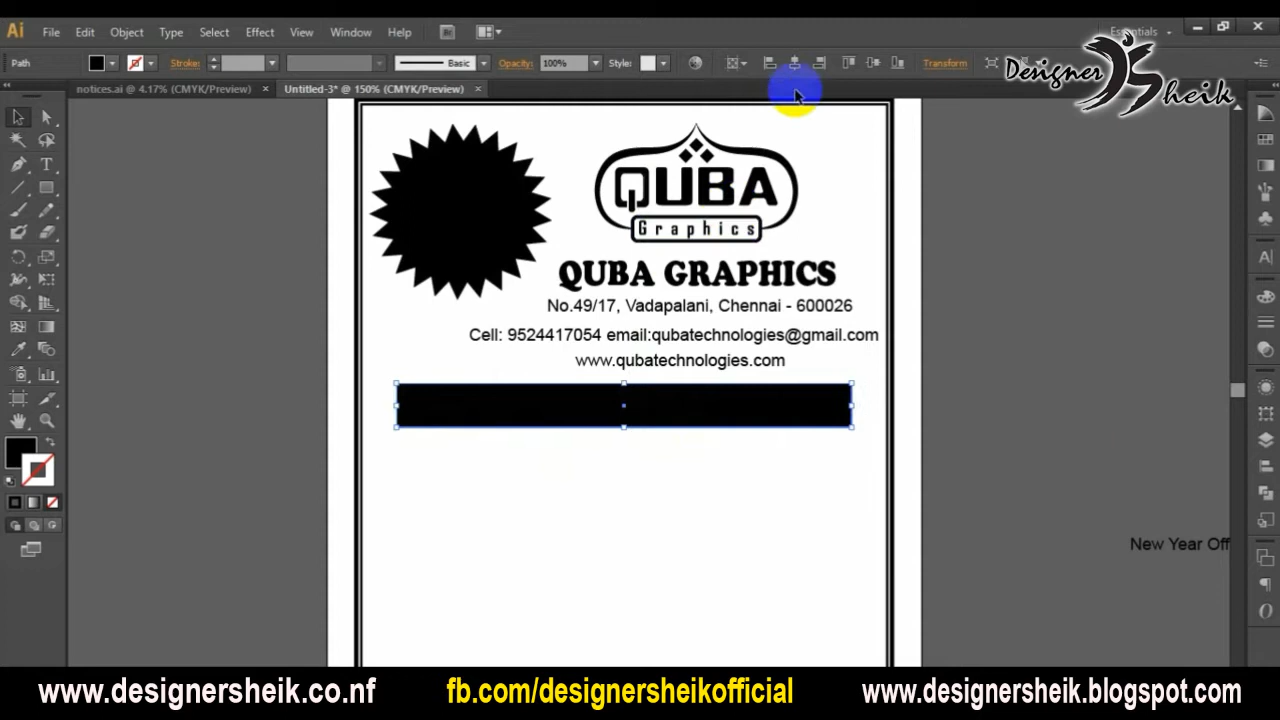 Ai File Edit Object Type Select Effect View Window Help Br Essentials
Path Stroke: Basic Opacity: 100% Style: Transform
Designer Sheik
notices.ai @ 4.17% (CMYK/Preview) × Untitled-3* @ 150% (CMYK/Preview) ×
QUBA
Graphics
QUBA GRAPHICS
No.49/17, Vadapalani, Chennai - 600026
Cell: 9524417054 email:qubatechnologies@gmail.com
www.qubatechnologies.com
New Year Off
www.designersheik.co.nf fb.com/designersheikofficial www.designersheik.blogspot.com